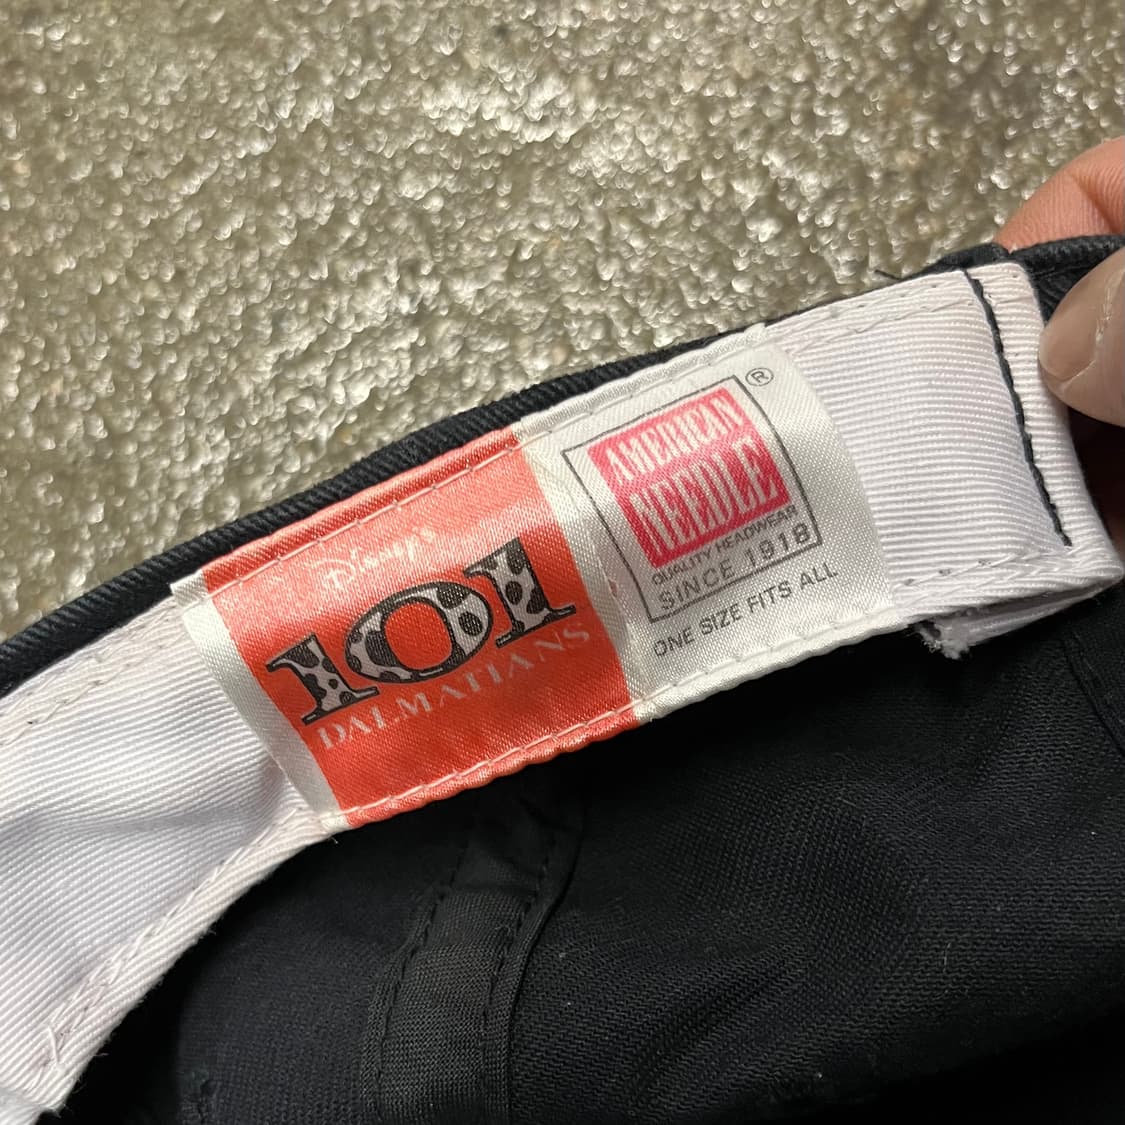 Disney's
101
DALMATIANS
AMERICAN
NEEDLE
®
QUALITY HEADWEAR
SINCE 1918
ONE SIZE FITS ALL